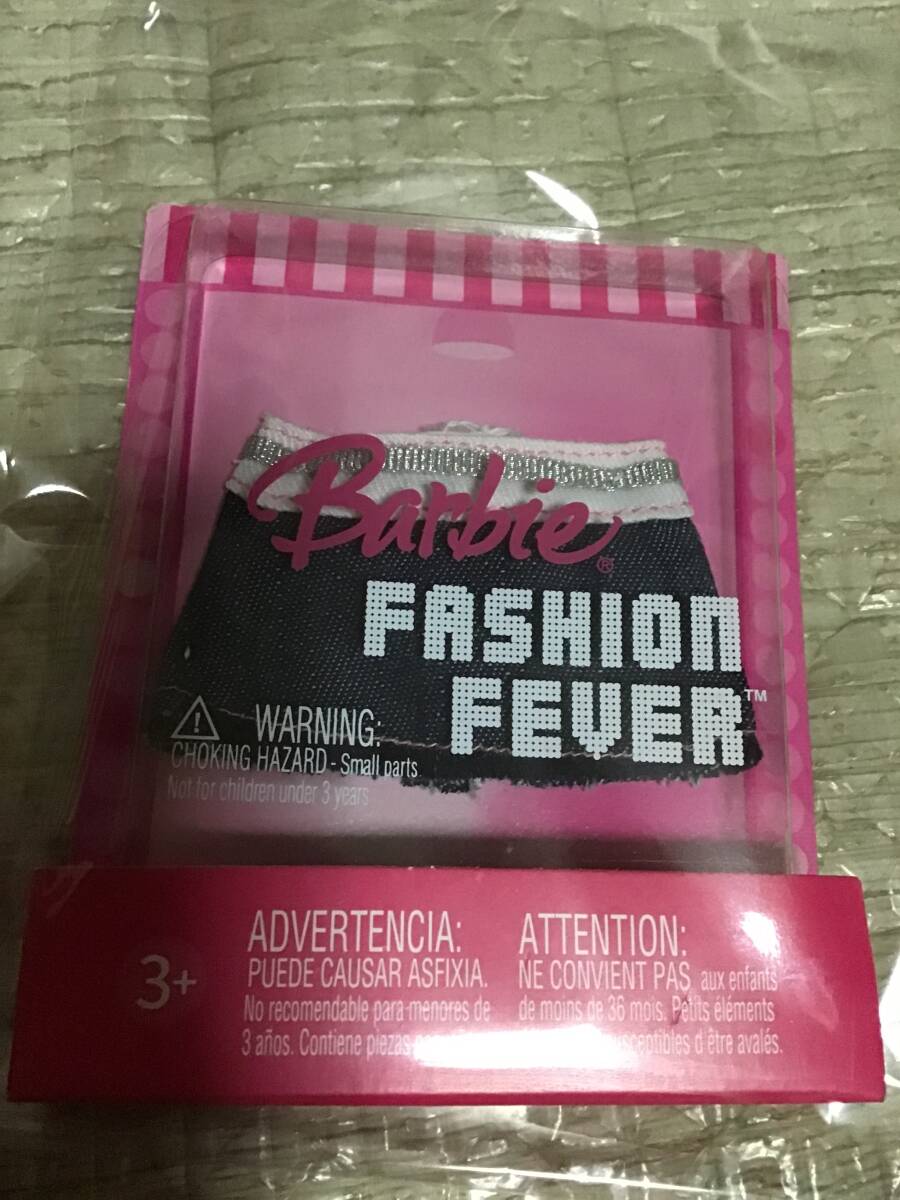 Barbie®
FASHION
FEVER™
WARNING:
CHOKING HAZARD - Small parts
Not for children under 3 years
3+
ADVERTENCIA:
PUEDE CAUSAR ASFIXIA.
No recomendable para menores de
3 años. Contiene piezas
ATTENTION:
NE CONVIENT PAS aux enfants
de moins de 36 mois. Petits éléments
susceptibles d'être avalés.